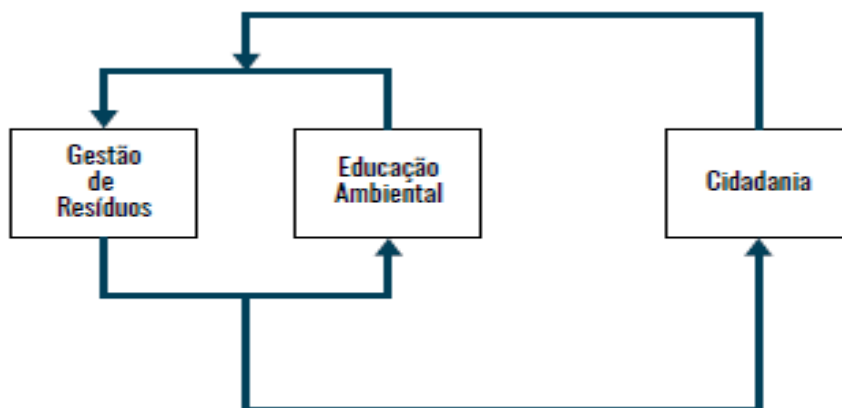 Gestão
de
Resíduos
Educação
Ambiental
Cidadania